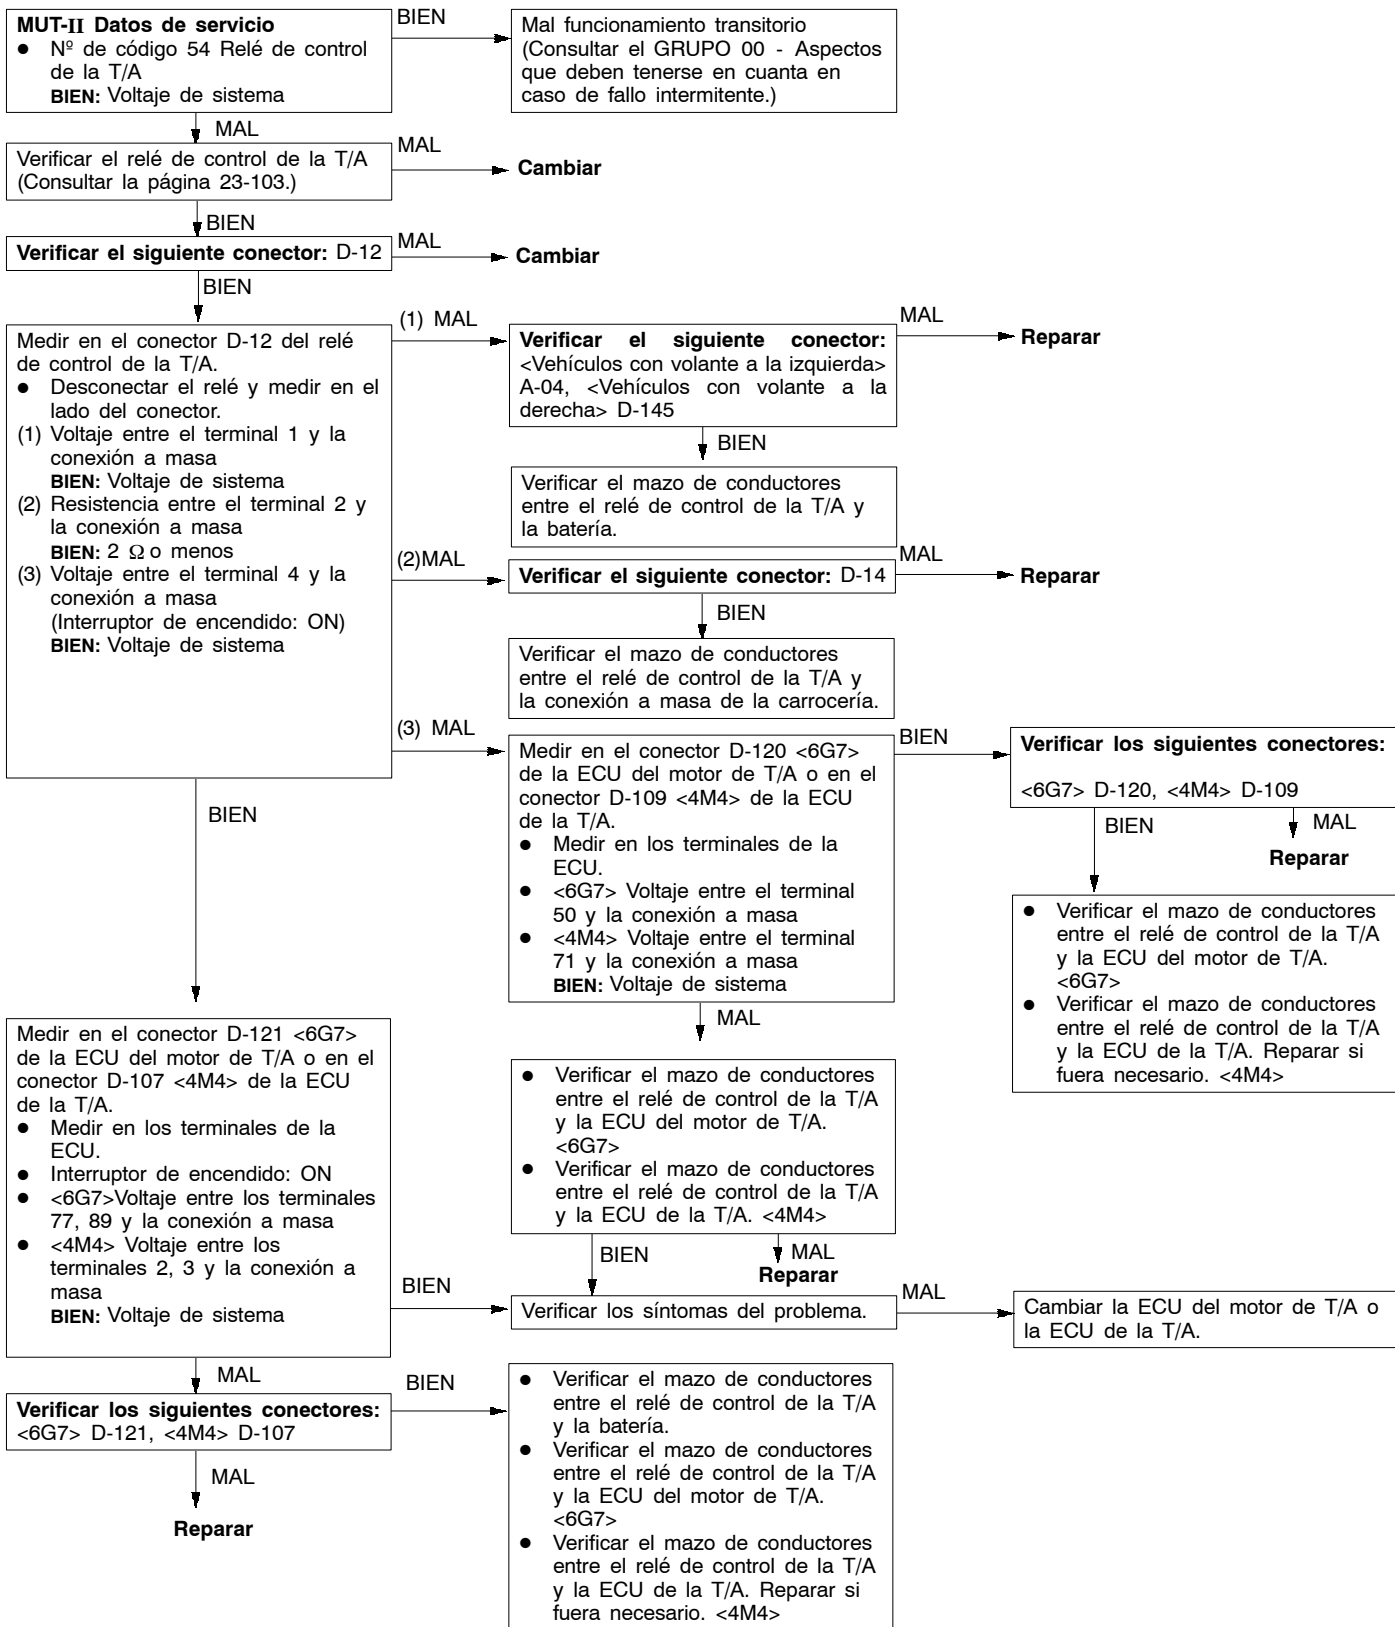 MUT-II Datos de servicio
● Nº de código 54 Relé de control
de la T/A
BIEN: Voltaje de sistema
BIEN
Mal funcionamiento transitorio
(Consultar el GRUPO 00 - Aspectos
que deben tenerse en cuanta en
caso de fallo intermitente.)
MAL
Verificar el relé de control de la T/A
(Consultar la página 23-103.)
MAL
Cambiar
BIEN
Verificar el siguiente conector: D-12
MAL
Cambiar
BIEN
Medir en el conector D-12 del relé
de control de la T/A.
● Desconectar el relé y medir en el
lado del conector.
(1) Voltaje entre el terminal 1 y la
conexión a masa
BIEN: Voltaje de sistema
(2) Resistencia entre el terminal 2 y
la conexión a masa
BIEN: 2 Ω o menos
(3) Voltaje entre el terminal 4 y la
conexión a masa
(Interruptor de encendido: ON)
BIEN: Voltaje de sistema
(1) MAL
Verificar el siguiente conector:
<Vehículos con volante a la izquierda>
A-04, <Vehículos con volante a la
derecha> D-145
MAL
Reparar
BIEN
Verificar el mazo de conductores
entre el relé de control de la T/A y
la batería.
(2)MAL
Verificar el siguiente conector: D-14
MAL
Reparar
BIEN
Verificar el mazo de conductores
entre el relé de control de la T/A y
la conexión a masa de la carrocería.
(3) MAL
Medir en el conector D-120 <6G7>
de la ECU del motor de T/A o en el
conector D-109 <4M4> de la ECU
de la T/A.
● Medir en los terminales de la
ECU.
● <6G7> Voltaje entre el terminal
50 y la conexión a masa
● <4M4> Voltaje entre el terminal
71 y la conexión a masa
BIEN: Voltaje de sistema
BIEN
Verificar los siguientes conectores:
<6G7> D-120, <4M4> D-109
BIEN
MAL
Reparar
● Verificar el mazo de conductores
entre el relé de control de la T/A
y la ECU del motor de T/A.
<6G7>
● Verificar el mazo de conductores
entre el relé de control de la T/A
y la ECU de la T/A. Reparar si
fuera necesario. <4M4>
MAL
● Verificar el mazo de conductores
entre el relé de control de la T/A
y la ECU del motor de T/A.
<6G7>
● Verificar el mazo de conductores
entre el relé de control de la T/A
y la ECU de la T/A. <4M4>
BIEN
MAL
Reparar
BIEN
Medir en el conector D-121 <6G7>
de la ECU del motor de T/A o en el
conector D-107 <4M4> de la ECU
de la T/A.
● Medir en los terminales de la
ECU.
● Interruptor de encendido: ON
● <6G7>Voltaje entre los terminales
77, 89 y la conexión a masa
● <4M4> Voltaje entre los
terminales 2, 3 y la conexión a
masa
BIEN: Voltaje de sistema
BIEN
Verificar los síntomas del problema.
MAL
Cambiar la ECU del motor de T/A o
la ECU de la T/A.
MAL
Verificar los siguientes conectores:
<6G7> D-121, <4M4> D-107
BIEN
● Verificar el mazo de conductores
entre el relé de control de la T/A
y la batería.
● Verificar el mazo de conductores
entre el relé de control de la T/A
y la ECU del motor de T/A.
<6G7>
● Verificar el mazo de conductores
entre el relé de control de la T/A
y la ECU de la T/A. Reparar si
fuera necesario. <4M4>
MAL
Reparar